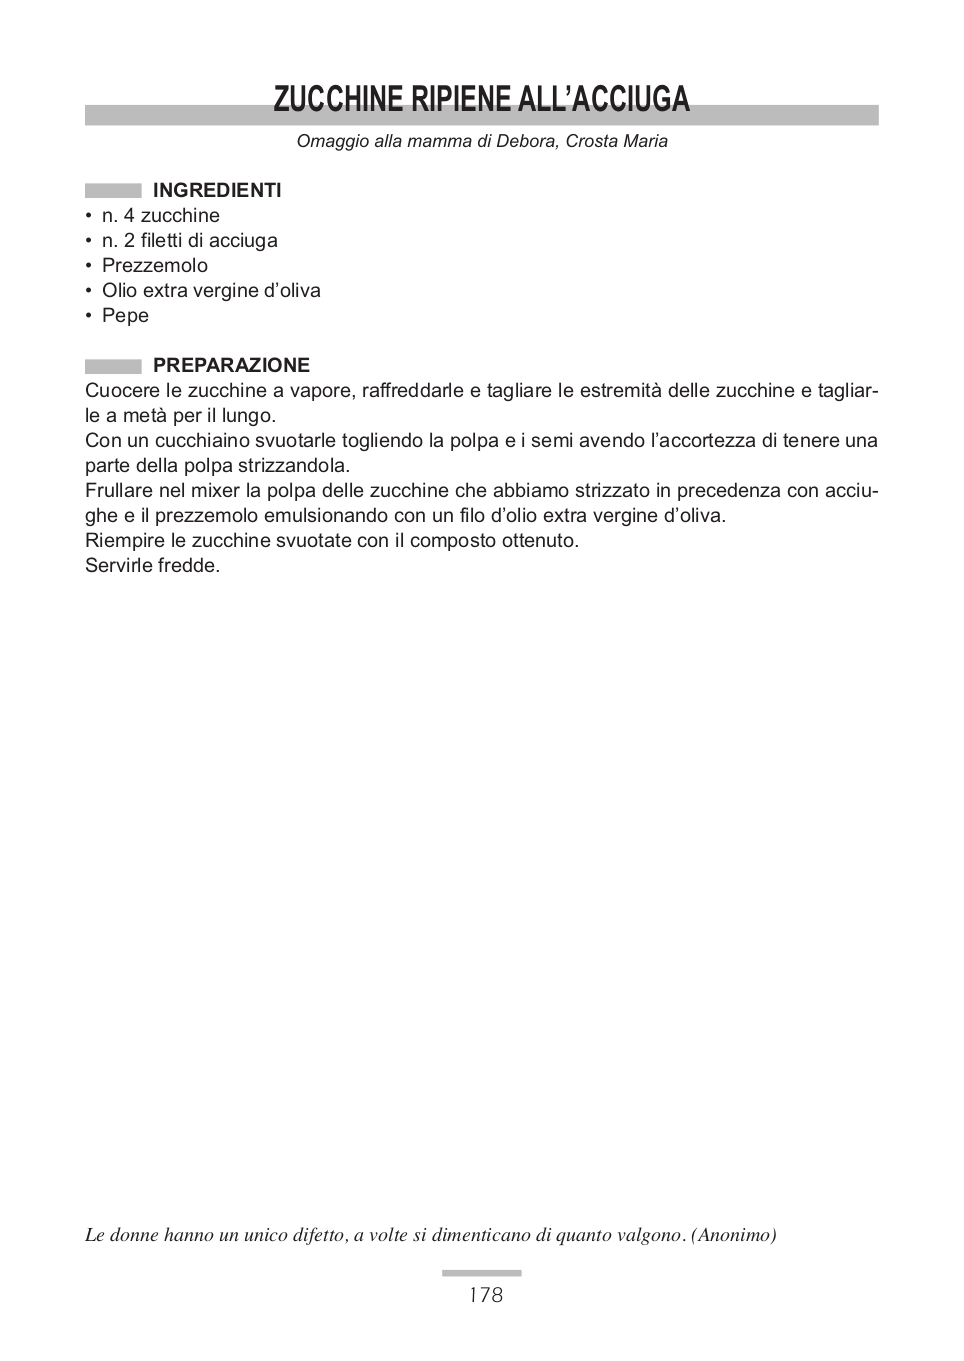 ZUCCHINE RIPIENE ALL’ACCIUGA
Omaggio alla mamma di Debora, Crosta Maria
INGREDIENTI
• n. 4 zucchine
• n. 2 filetti di acciuga
• Prezzemolo
• Olio extra vergine d’oliva
• Pepe
PREPARAZIONE
Cuocere le zucchine a vapore, raffreddarle e tagliare le estremità delle zucchine e tagliar-
le a metà per il lungo.
Con un cucchiaino svuotarle togliendo la polpa e i semi avendo l’accortezza di tenere una
parte della polpa strizzandola.
Frullare nel mixer la polpa delle zucchine che abbiamo strizzato in precedenza con acciu-
ghe e il prezzemolo emulsionando con un filo d’olio extra vergine d’oliva.
Riempire le zucchine svuotate con il composto ottenuto.
Servirle fredde.
Le donne hanno un unico difetto, a volte si dimenticano di quanto valgono. (Anonimo)
178